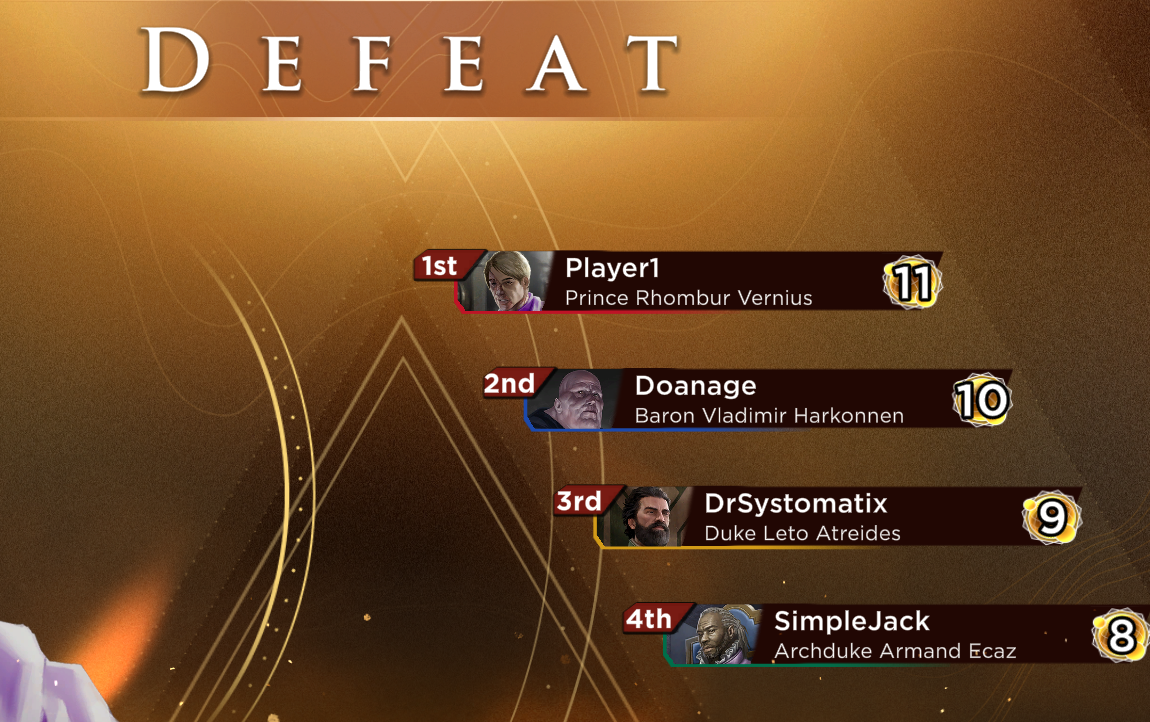 DEFEAT
1st
Player1
Prince Rhombur Vernius
11
2nd
Doanage
Baron Vladimir Harkonnen
10
3rd
DrSystomatix
Duke Leto Atreides
9
4th
SimpleJack
Archduke Armand Ecaz
8